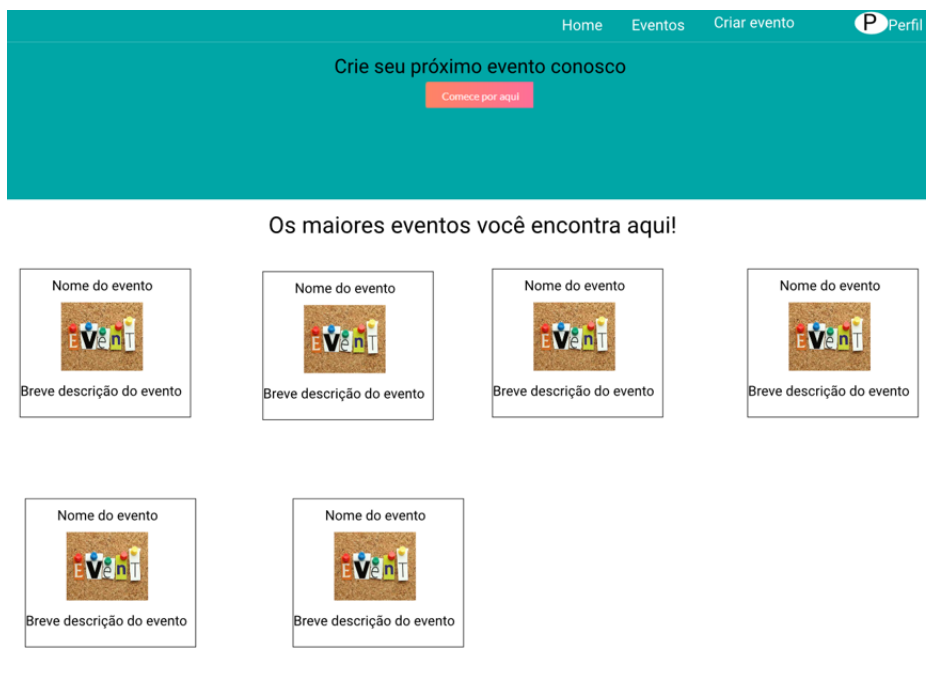 Home Eventos Criar evento P Perfil
Crie seu próximo evento conosco
Comece por aqui
Os maiores eventos você encontra aqui!
Nome do evento Nome do evento Nome do evento Nome do evento
EVenT EVenT EVenT EVenT
Breve descrição do evento Breve descrição do evento Breve descrição do evento Breve descrição do evento
Nome do evento Nome do evento
EVenT EVenT
Breve descrição do evento Breve descrição do evento